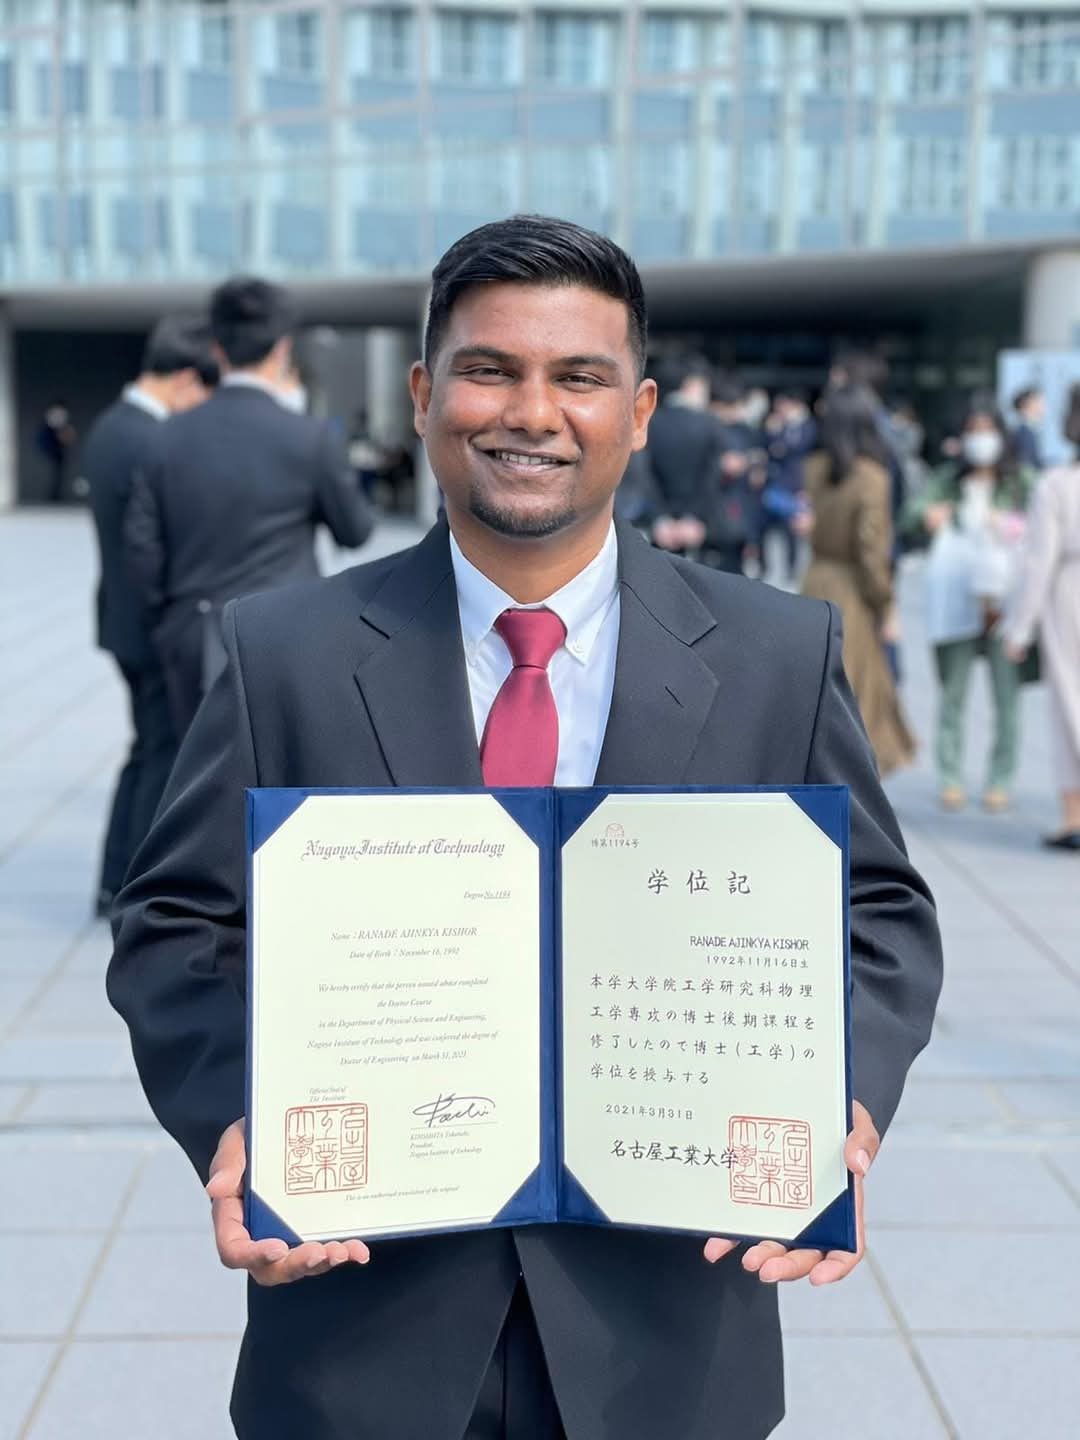 Nagoya Institute of Technology
Degree No.1194
Name : RANADE AJINKYA KISHOR
Date of Birth : November 16, 1992
We hereby certify that the person named above completed
the Doctor Course
in the Department of Physical Science and Engineering,
Nagoya Institute of Technology and was conferred the degree of
Doctor of Engineering on March 31, 2021
Official Seal of
The Institute
KINOSHITA Takatoshi,
President,
Nagoya Institute of Technology
This is an authorized translation of the original
博第1194号
学位記
RANADE AJINKYA KISHOR
1992年11月16日生
本学大学院工学研究科物理
工学専攻の博士後期課程を
修了したので博士(工学)の
学位を授与する
2021年3月31日
名古屋工業大学